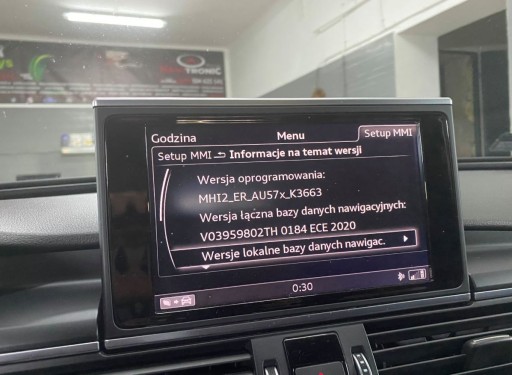 TRONIC
Godzina Menu Setup MMI
Setup MMI Informacje na temat wersji
Wersja oprogramowania:
MHI2_ER_AU57x_K3663
Wersja łączna bazy danych nawigacyjnych:
V03959802TH 0184 ECE 2020
Wersje lokalne bazy danych nawigac.
0:30